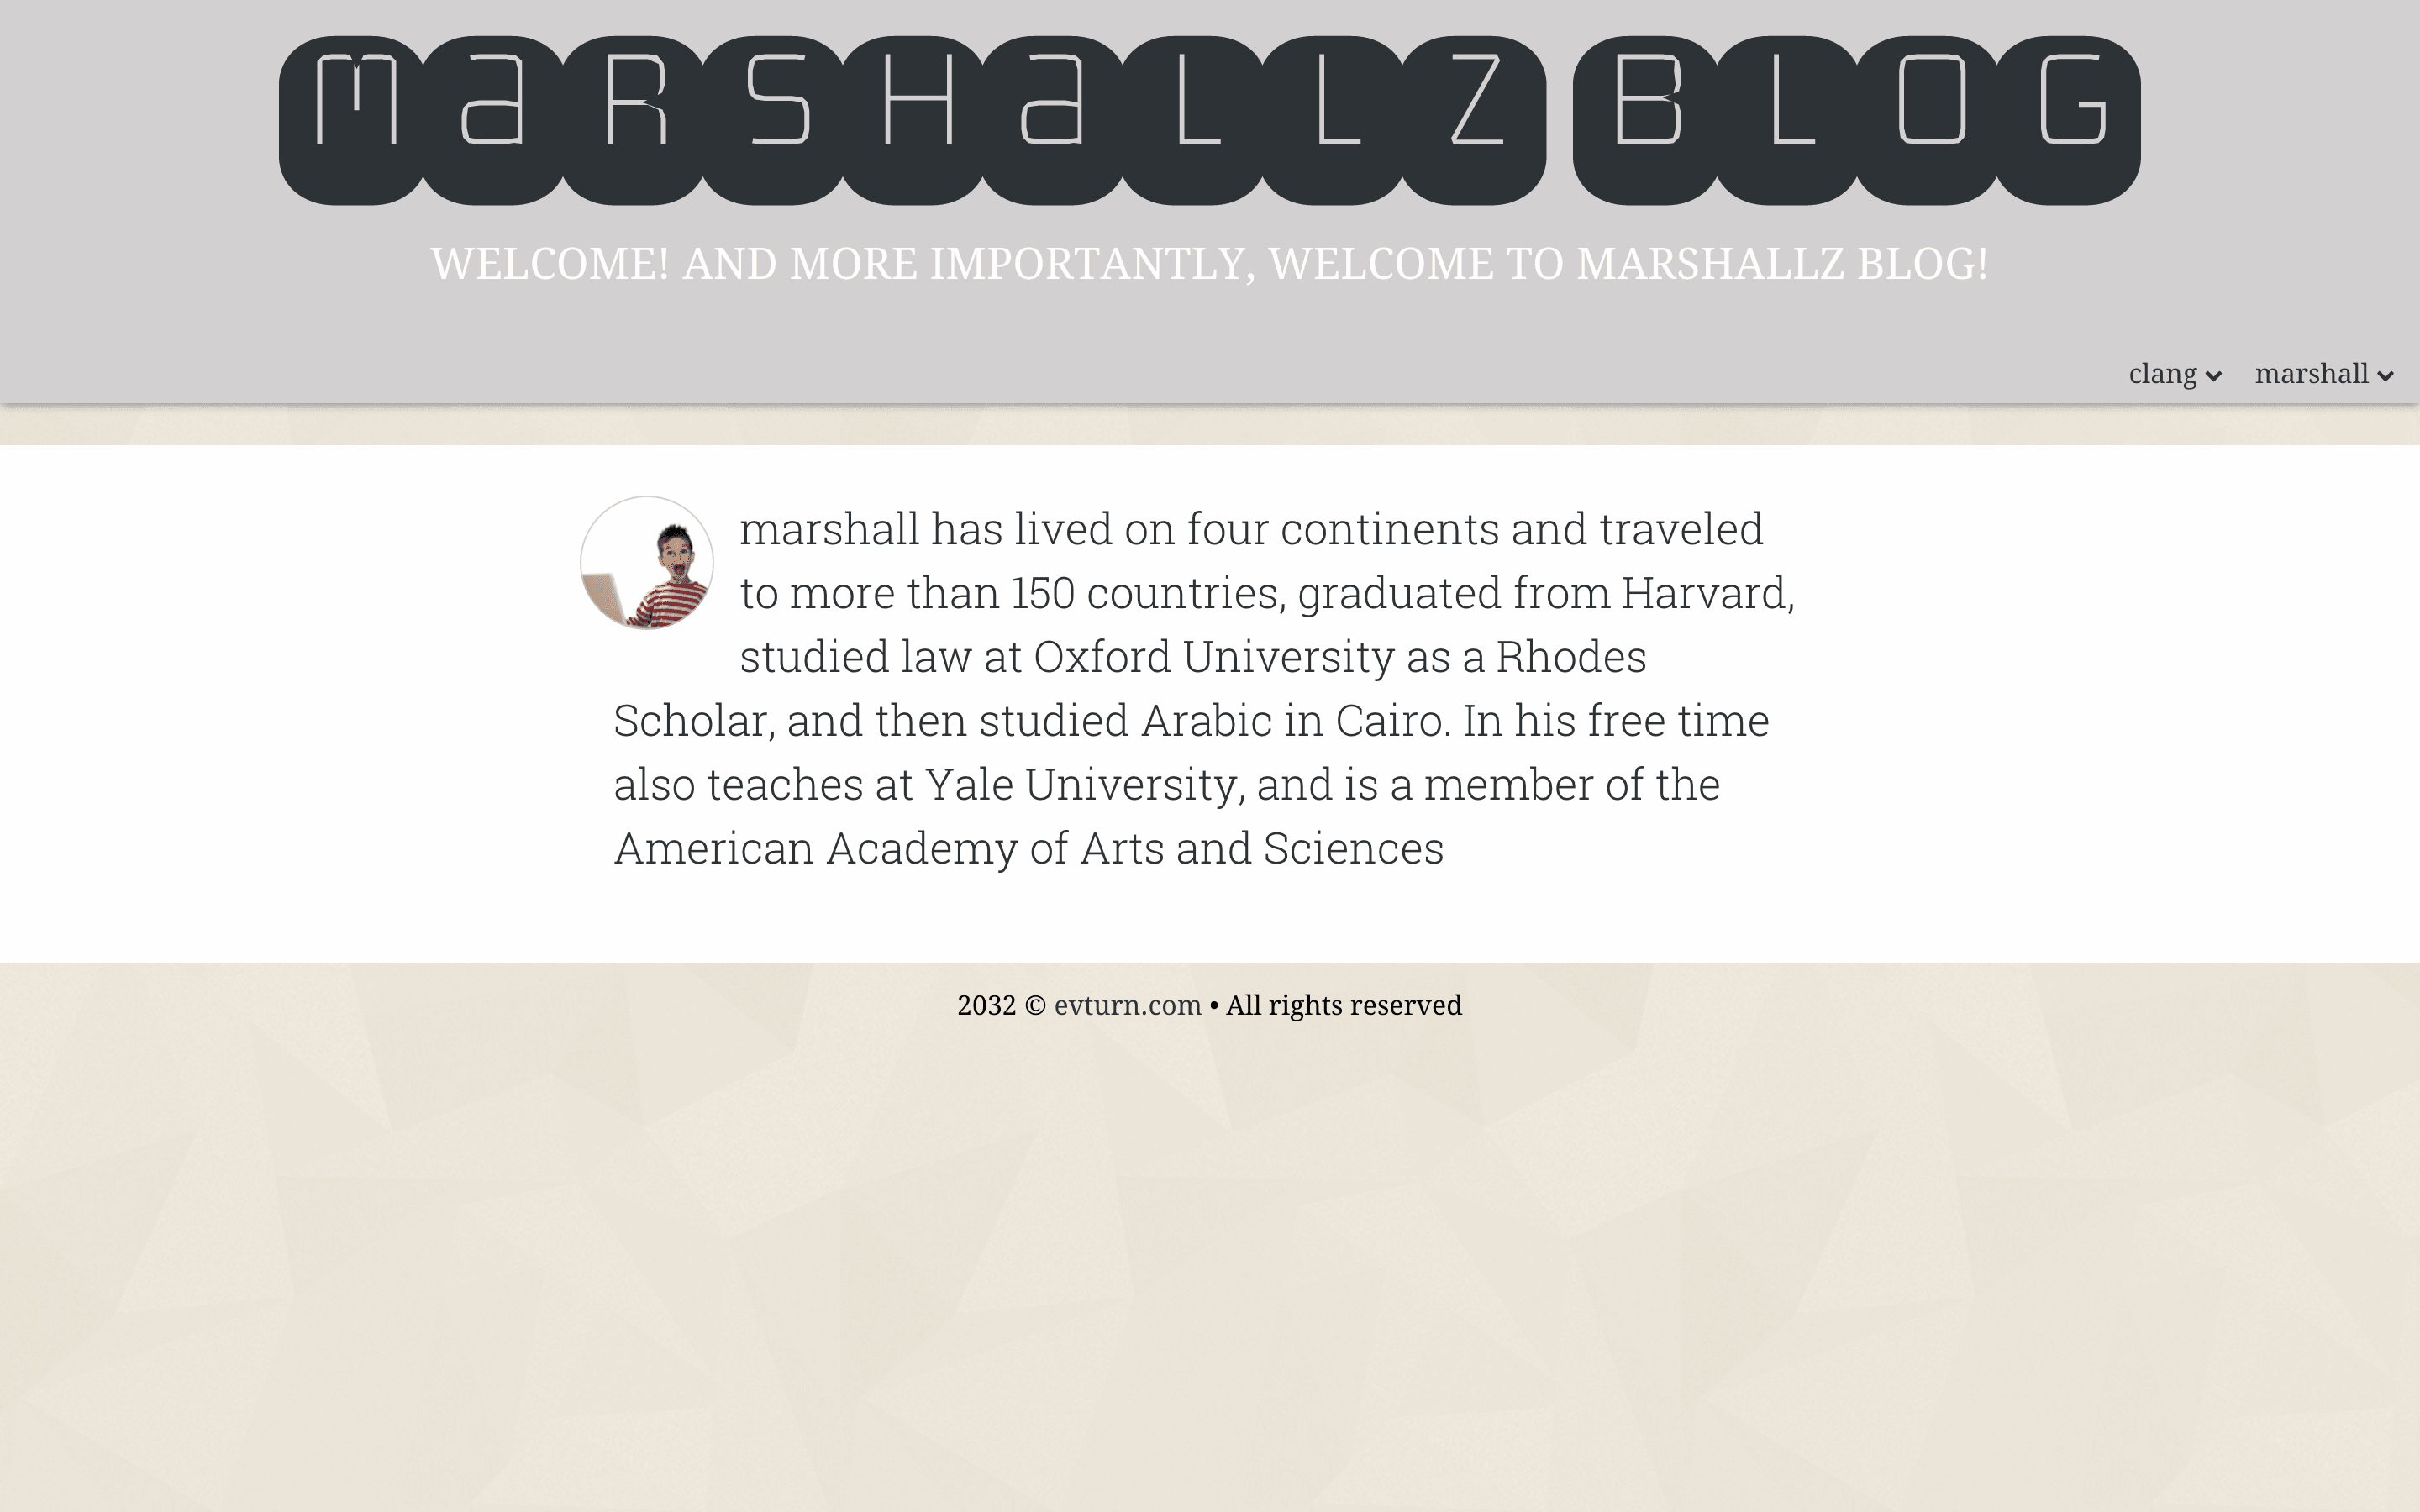 MaRSHaLLZ BLOG
WELCOME! AND MORE IMPORTANTLY, WELCOME TO MARSHALLZ BLOG!
clang marshall
marshall has lived on four continents and traveled
to more than 150 countries, graduated from Harvard,
studied law at Oxford University as a Rhodes
Scholar, and then studied Arabic in Cairo. In his free time
also teaches at Yale University, and is a member of the
American Academy of Arts and Sciences
2032 © evturn.com • All rights reserved